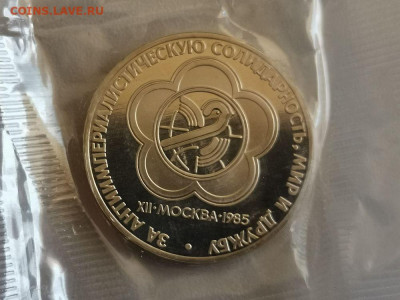 COINS.LAVE.RU
ЗА АНТИИМПЕРИАЛИСТИЧЕСКУЮ СОЛИДАРНОСТЬ, МИР И ДРУЖБУ •
XII•МОСКВА•1985